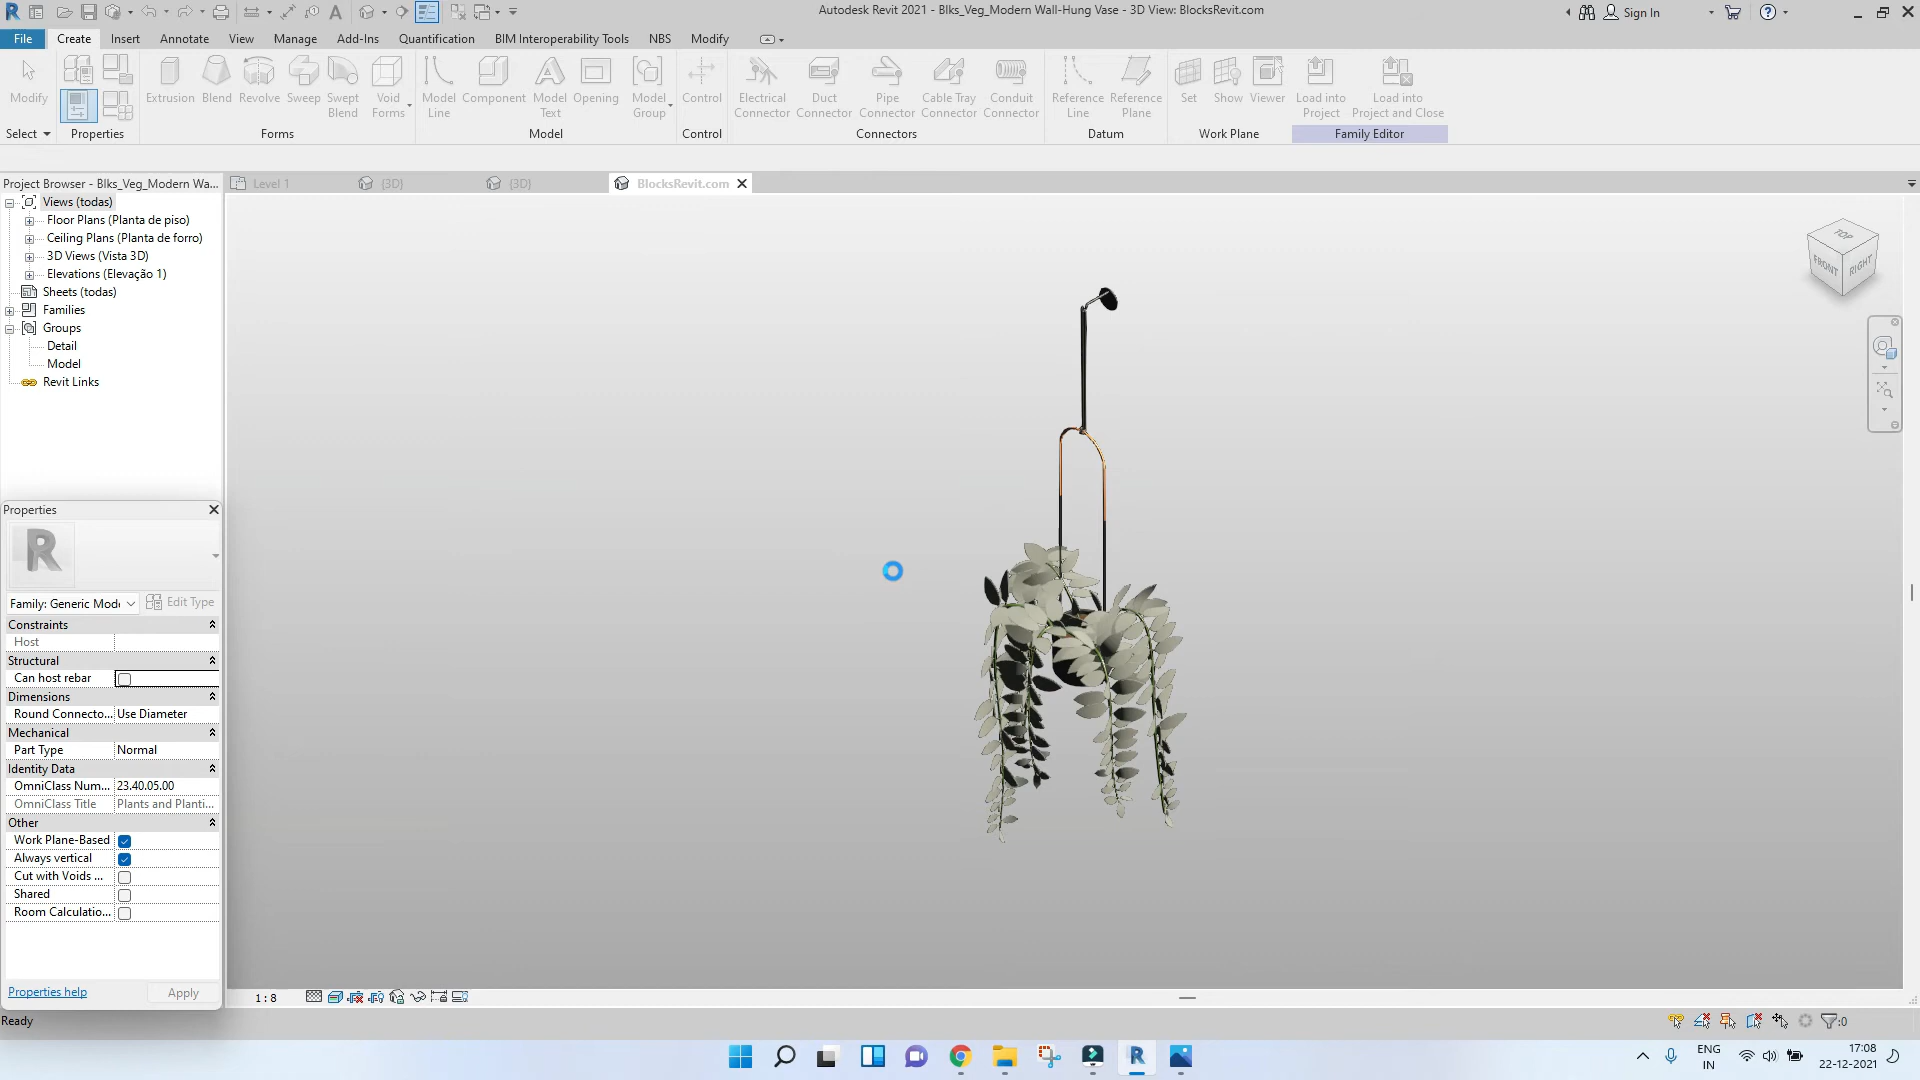 Autodesk Revit 2021 - Blks_Veg_Modern Wall-Hung Vase - 3D View: BlocksRevit.com
Sign In
File
Create
Insert
Annotate
View
Manage
Add-Ins
Quantification
BIM Interoperability Tools
NBS
Modify
Modify
Extrusion
Blend
Revolve
Sweep
Swept
Blend
Void
Forms
Model
Line
Component
Model
Text
Opening
Model
Group
Control
Electrical
Connector
Duct
Connector
Pipe
Connector
Cable Tray
Connector
Conduit
Connector
Reference
Line
Reference
Plane
Set
Show
Viewer
Load into
Project
Load into
Project and Close
Select
Properties
Forms
Model
Control
Connectors
Datum
Work Plane
Family Editor
Project Browser - Blks_Veg_Modern Wa...
Level 1
{3D}
{3D}
BlocksRevit.com
Views (todas)
Floor Plans (Planta de piso)
Ceiling Plans (Planta de forro)
3D Views (Vista 3D)
Elevations (Elevação 1)
Sheets (todas)
Families
Groups
Detail
Model
Revit Links
TOP
FRONT
RIGHT
Properties
Family: Generic Mode
Edit Type
Constraints
Host
Structural
Can host rebar
Dimensions
Round Connecto... Use Diameter
Mechanical
Part Type Normal
Identity Data
OmniClass Num... 23.40.05.00
OmniClass Title Plants and Planti...
Other
Work Plane-Based
Always vertical
Cut with Voids ...
Shared
Room Calculatio...
Properties help
Apply
1 : 8
Ready
:0
ENG
IN
17:08
22-12-2021